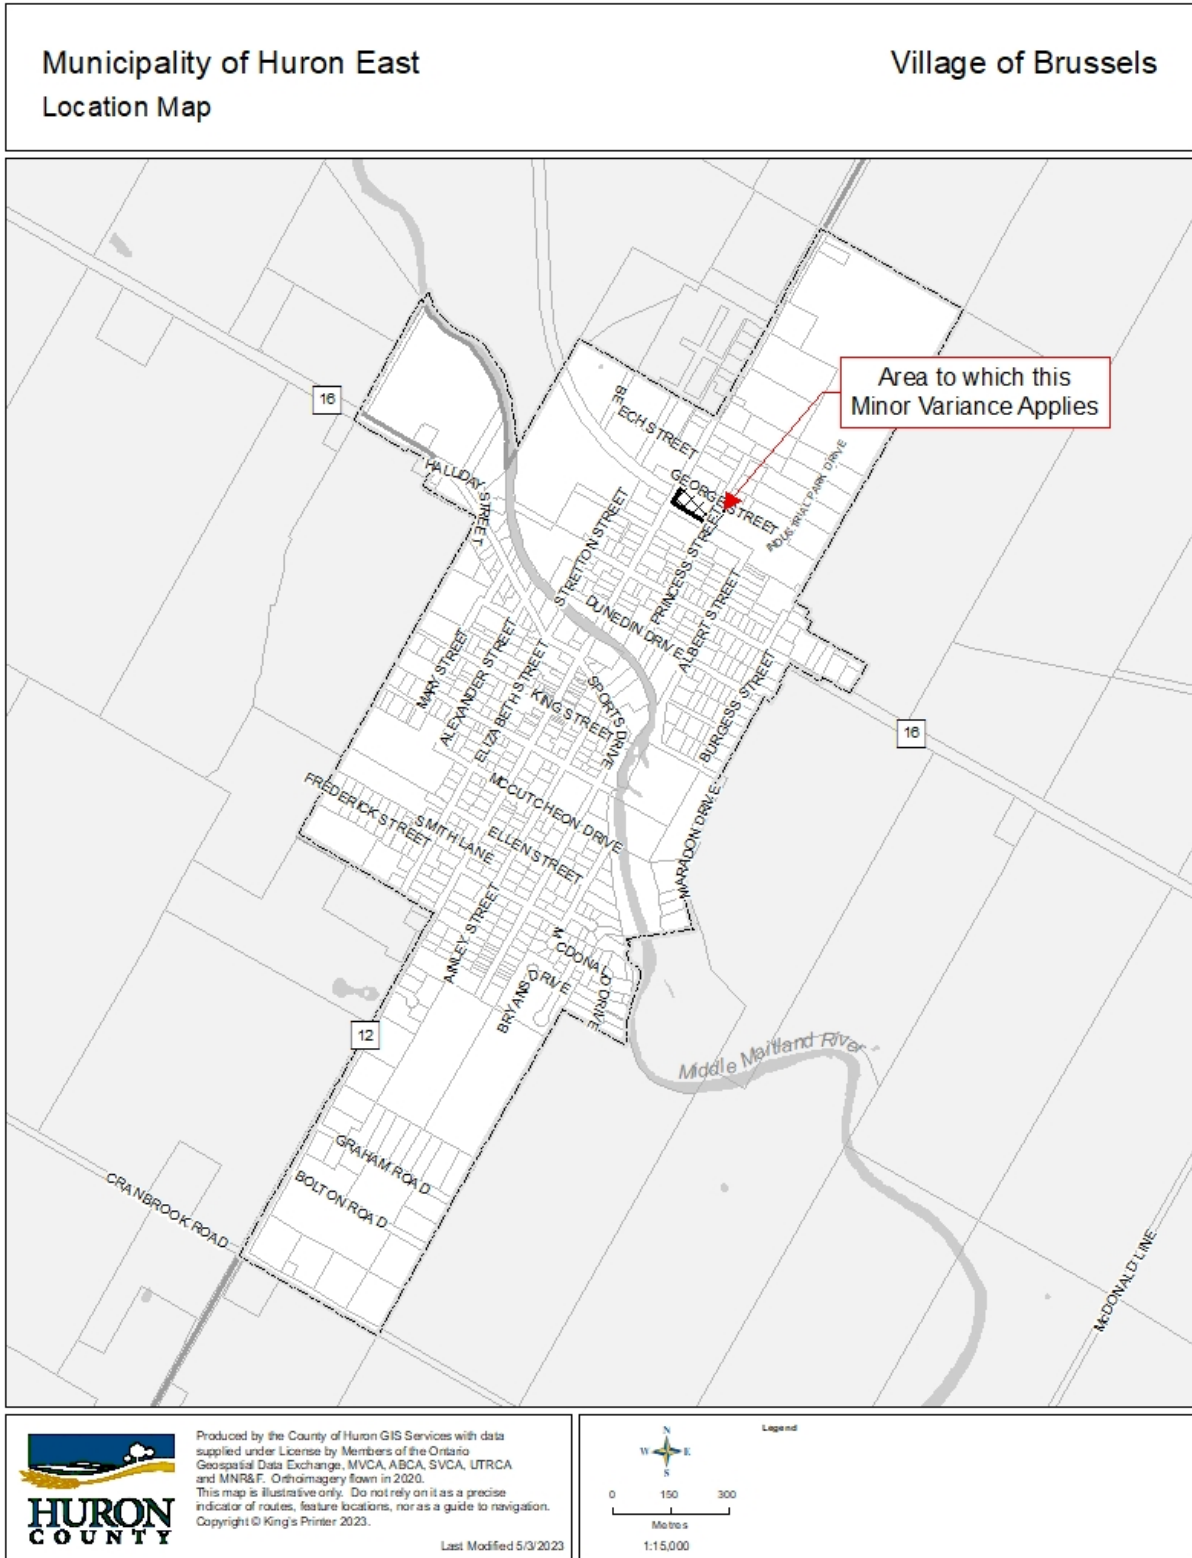 Municipality of Huron East
Village of Brussels
Location Map
Area to which this
Minor Variance Applies
16
BEECH STREET
GEORGE STREET
INDUSTRIAL PARK DRIVE
HALLIDAY STREET
STRETTON STREET
PRINCESS STREET
DUNEDIN DRIVE
ALBERT STREET
MARY STREET
ALEXANDER STREET
ELIZABETH STREET
KING STREET
SPORTS DRIVE
BURGESS STREET
16
FREDERICK STREET
SMITH LANE
MCCUTCHEON DRIVE
ELLEN STREET
MARADON DRIVE
AINLEY STREET
MCDONALD DRIVE
BRYANS DRIVE
12
Middle Maitland River
GRAHAM ROAD
BOLTON ROAD
CRANBROOK ROAD
McDONALD LINE
HURON
COUNTY
Produced by the County of Huron GIS Services with data
supplied under License by Members of the Ontario
Geospatial Data Exchange, MVCA, ABCA, SVCA, UTRCA
and MNR&F. Orthoimagery flown in 2020.
This map is illustrative only. Do not rely on it as a precise
indicator of routes, feature locations, nor as a guide to navigation.
Copyright © King's Printer 2023.
Last Modified 5/3/2023
Legend
N
W E
S
0 150 300
Metres
1:15,000